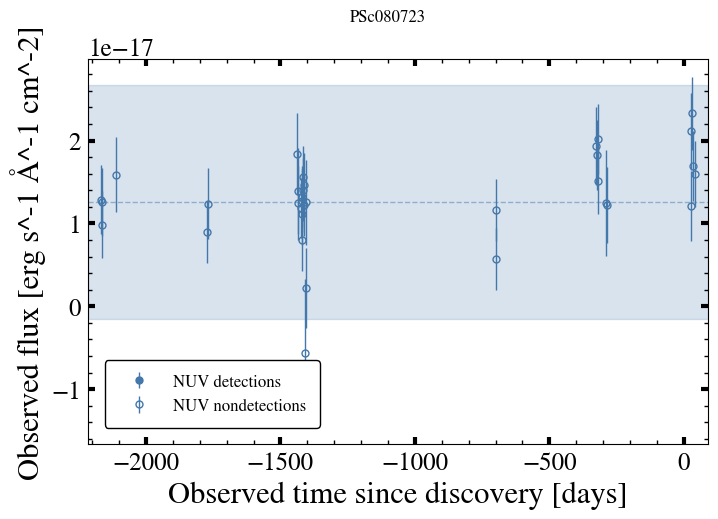 PSc080723
1e−17
Observed flux [erg s^-1 Å^-1 cm^-2]
2
1
0
−1
NUV detections
NUV nondetections
−2000 −1500 −1000 −500 0
Observed time since discovery [days]